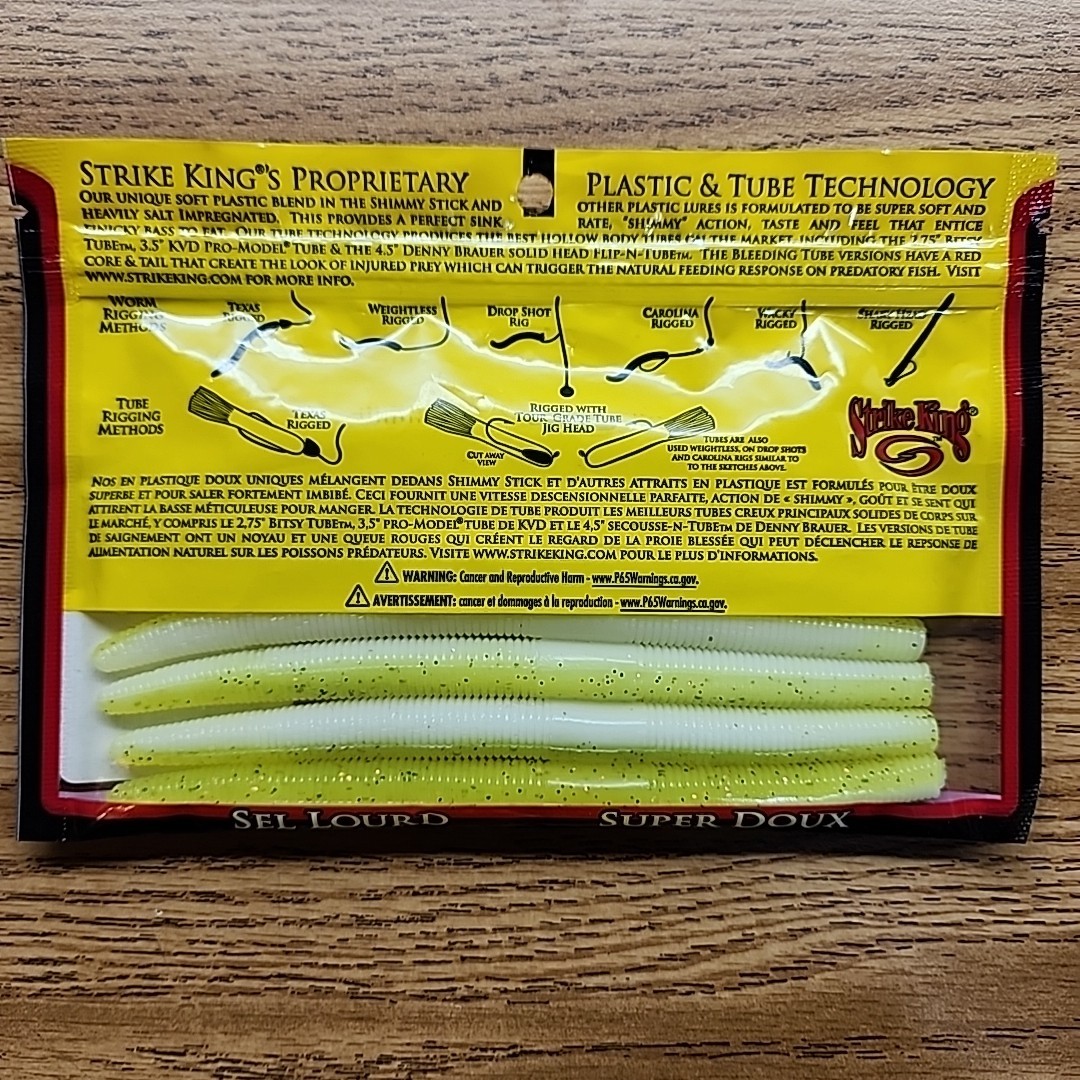 STRIKE KING®'S PROPRIETARY PLASTIC & TUBE TECHNOLOGY
OUR UNIQUE SOFT PLASTIC BLEND IN THE SHIMMY STICK AND OTHER PLASTIC LURES IS FORMULATED TO BE SUPER SOFT AND
HEAVILY SALT IMPREGNATED. THIS PROVIDES A PERFECT SINK RATE, "SHIMMY" ACTION, TASTE AND FEEL THAT ENTICE
FINICKY BASS TO EAT. OUR TUBE TECHNOLOGY PRODUCES THE BEST HOLLOW BODY TUBES ON THE MARKET, INCLUDING THE 2.75" BITSY
TUBE™, 3.5" KVD PRO-MODEL® TUBE & THE 4.5" DENNY BRAUER SOLID HEAD FLIP-N-TUBE™. THE BLEEDING TUBE VERSIONS HAVE A RED
CORE & TAIL THAT CREATE THE LOOK OF INJURED PREY WHICH CAN TRIGGER THE NATURAL FEEDING RESPONSE ON PREDATORY FISH. VISIT
WWW.STRIKEKING.COM FOR MORE INFO.
WORM
RIGGING
METHODS
TEXAS
RIGGED
WEIGHTLESS
RIGGED
DROP SHOT
RIG
CAROLINA
RIGGED
WACKY
RIGGED
RIGGED
TUBE
RIGGING
METHODS
TEXAS
RIGGED
CUT AWAY
VIEW
RIGGED WITH
TOUR GRADE TUBE
JIG HEAD
TUBES ARE ALSO
USED WEIGHTLESS, ON DROP SHOTS
AND CAROLINA RIGS SIMILAR TO
TO THE SKETCHES ABOVE.
Strike King®
NOS EN PLASTIQUE DOUX UNIQUES MÉLANGENT DEDANS SHIMMY STICK ET D'AUTRES ATTRAITS EN PLASTIQUE EST FORMULÉS POUR ÊTRE DOUX
SUPERBE ET POUR SALER FORTEMENT IMBIBÉ. CECI FOURNIT UNE VITESSE DESCENSIONNELLE PARFAITE, ACTION DE « SHIMMY », GOÛT ET SE SENT QUI
ATTIRENT LA BASSE MÉTICULEUSE POUR MANGER. LA TECHNOLOGIE DE TUBE PRODUIT LES MEILLEURS TUBES CREUX PRINCIPAUX SOLIDES DE CORPS SUR
LE MARCHÉ, Y COMPRIS LE 2,75" BITSY TUBE™, 3,5" PRO-MODEL® TUBE DE KVD ET LE 4,5" SECOUSSE-N-TUBE™ DE DENNY BRAUER. LES VERSIONS DE TUBE
DE SAIGNEMENT ONT UN NOYAU ET UNE QUEUE ROUGES QUI CRÉENT LE REGARD DE LA PROIE BLESSÉE QUI PEUT DÉCLENCHER LE REPSONSE DE
ALIMENTATION NATUREL SUR LES POISSONS PRÉDATEURS. VISITE WWW.STRIKEKING.COM POUR LE PLUS D'INFORMATIONS.
WARNING: Cancer and Reproductive Harm - www.P65Warnings.ca.gov.
AVERTISSEMENT: cancer et dommages à la reproduction - www.P65Warnings.ca.gov.
SEL LOURD SUPER DOUX